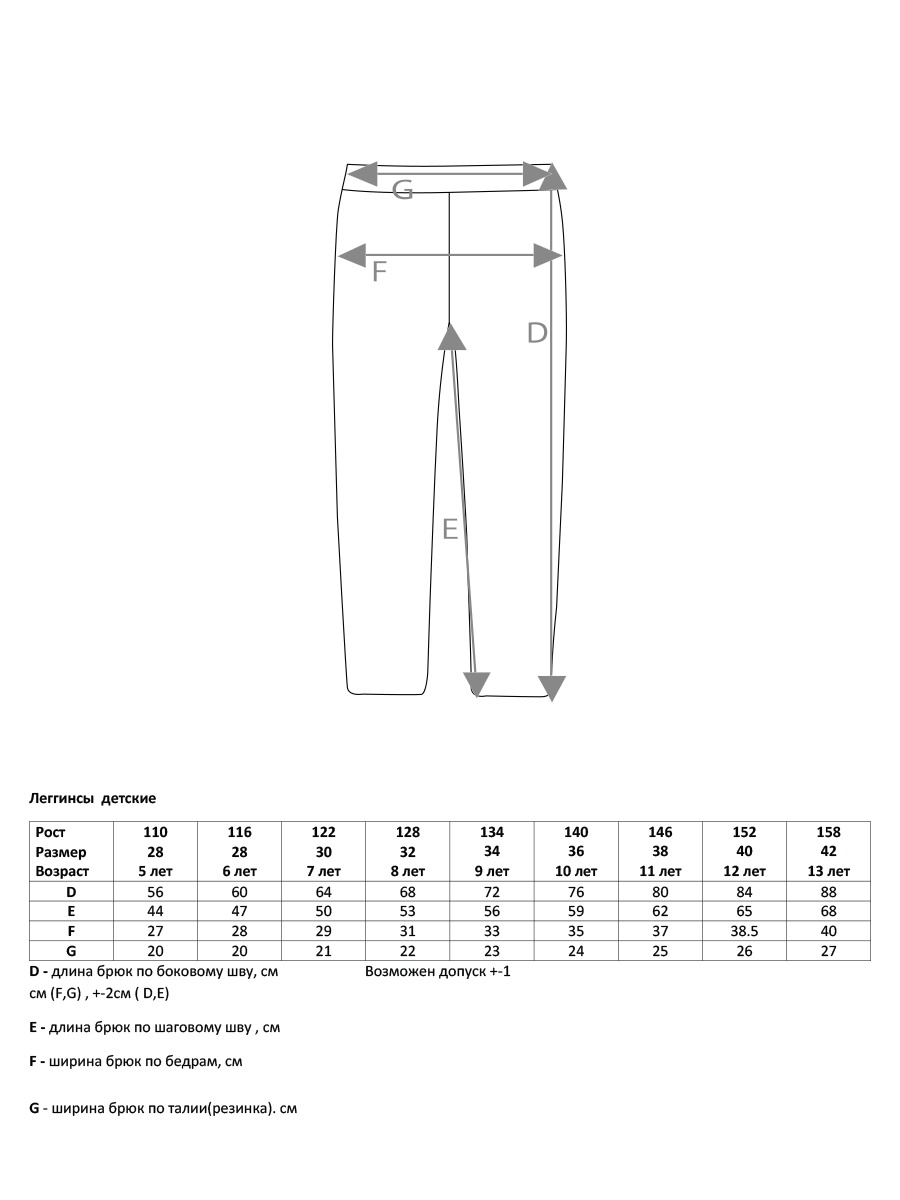 G
F
D
E
Леггинсы детские
Рост 110 116 122 128 134 140 146 152 158
Размер 28 28 30 32 34 36 38 40 42
Возраст 5 лет 6 лет 7 лет 8 лет 9 лет 10 лет 11 лет 12 лет 13 лет
D 56 60 64 68 72 76 80 84 88
E 44 47 50 53 56 59 62 65 68
F 27 28 29 31 33 35 37 38.5 40
G 20 20 21 22 23 24 25 26 27
D - длина брюк по боковому шву, см Возможен допуск +-1
см (F,G) , +-2см ( D,E)
E - длина брюк по шаговому шву , см
F - ширина брюк по бедрам, см
G - ширина брюк по талии(резинка). см